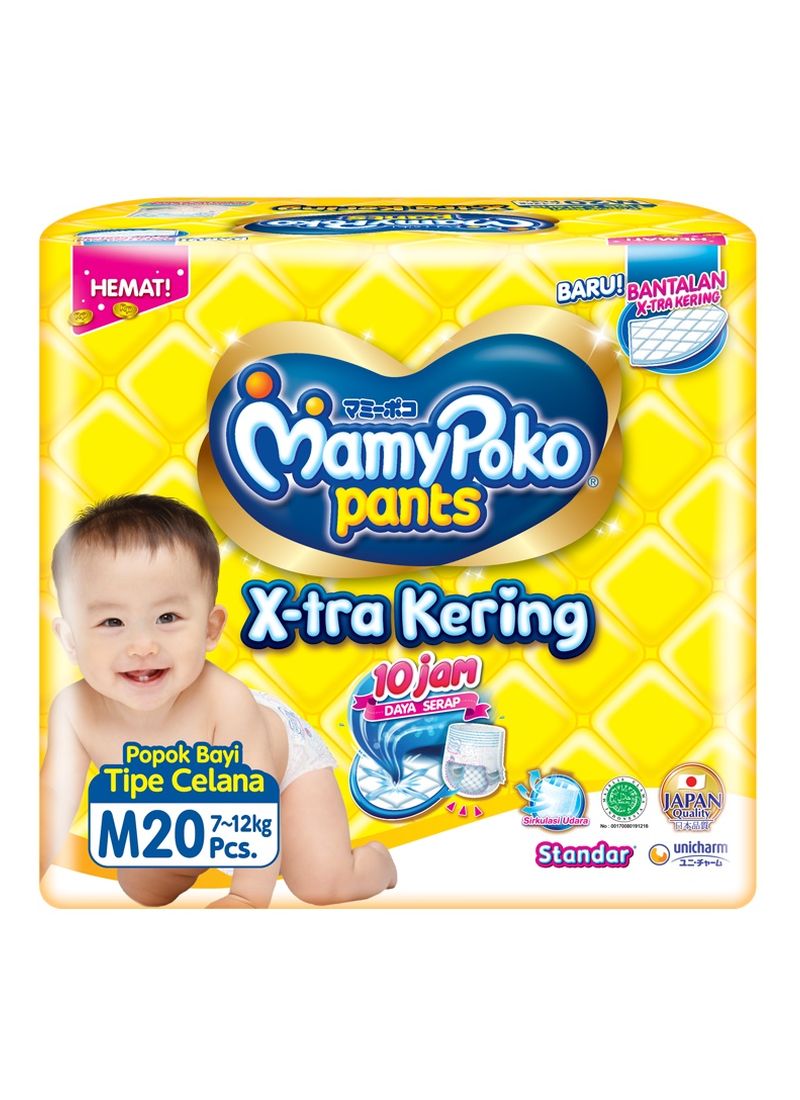 HEMAT!
BARU! BANTALAN
X-TRA KERING
マミーポコ
MamyPoko
pants
X-tra Kering
10 jam
DAYA SERAP
Popok Bayi
Tipe Celana
M20 7~12kg
Pcs.
Sirkulasi Udara
No : 00170080191216
JAPAN
Quality
日本品質
Standar
unicharm
ユニ・チャーム